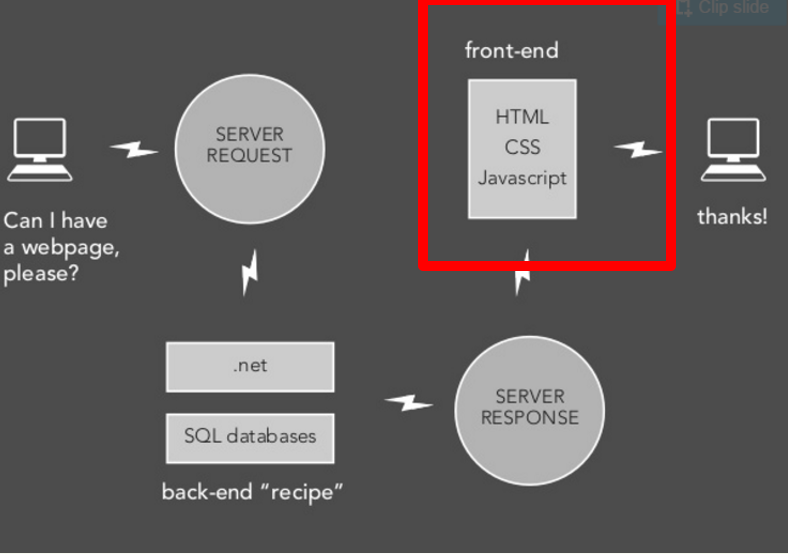 Clip slide
front-end
HTML
CSS
Javascript
SERVER
REQUEST
Can I have
a webpage,
please?
thanks!
.net
SQL databases
back-end “recipe”
SERVER
RESPONSE